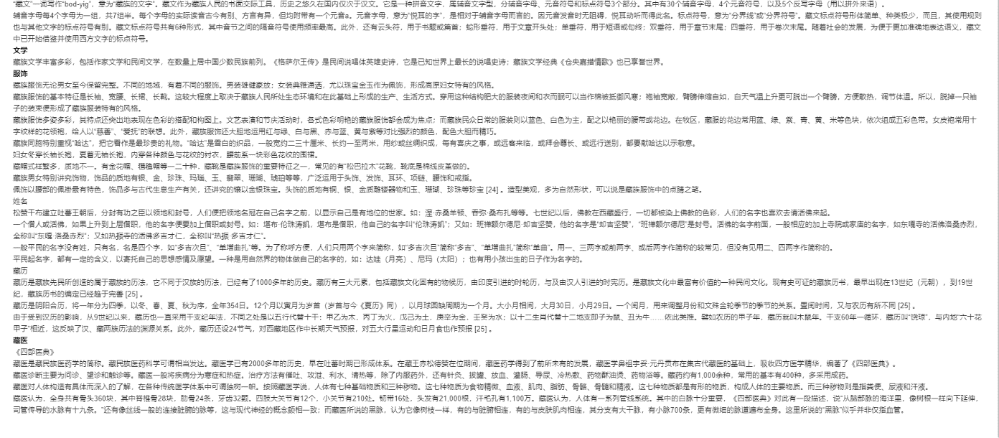 “藏文”一词写作“bod-yig”，意为“藏族的文字”。藏文作为藏族人民的书面交际工具，历史之悠久在国内仅次于汉文。它是一种拼音文字，属辅音文字型，分辅音字母、元音符号和标点符号3个部分。其中有30个辅音字母，4个元音符号，以及5个反写字母（用以拼外来语）。
辅音字母每4个字母为一组，共7组半。每个字母的实际读音古今有别、方言有异，但均附带有一个元音a。元音字母，意为“悦耳的字”，是相对于辅音字母而言的。因元音发音时无阻碍，悦耳动听而得此名。标点符号，意为“分界线”或“分界符号”。藏文标点符号形体简单、种类极少，而且，其使用规则
也与其他文字的标点符号有别。藏文标点符号共有6种形式，其中音节之间的隔音符号使用频率最高。此外，还有云头符，用于书题或篇首；蛇形垂符，用于文章开头处；单垂符，用于短语或句终；双垂符，用于章节末尾；四垂符，用于卷次末尾。随着社会的发展，为便于更加准确地表达语义，藏文
中已开始借鉴并使用西方文字的标点符号。
文学
藏族文学丰富多彩，包括作家文学和民间文学，在数量上居中国少数民族前列。《格萨尔王传》是民间说唱体英雄史诗，它是已知世界上最长的说唱史诗；藏族文学经典《仓央嘉措情歌》也已享誉世界。
服饰
藏族服饰无论男女至今保留完整。不同的地域，有着不同的服饰。男装雄健豪放；女装典雅潇洒，尤以珠宝金玉作为佩饰，形成高原妇女特有的风格。
藏族服饰的基本特征是长袖、宽腰、长裙、长靴。这较大程度上取决于藏族人民所处生态环境和在此基础上形成的生产、生活方式。穿用这种结构肥大的服装夜间和衣而眠可以当作棉被抵御风寒；袍袖宽敞，臂膀伸缩自如，白天气温上升更可脱出一个臂膀，方便散热，调节体温。所以，脱掉一只袖
子的装束便形成了藏族服装特有的风格。
藏族服饰多姿多彩，其特点还突出地表现在色彩的搭配和构图上。文艺表演和节庆活动时，各式色彩明艳的藏族服饰都会成为焦点；而藏族民众日常的服装则以蓝色、白色为主，配之以艳丽的腰带或花边。在牧区，藏服的花边常用蓝、绿、紫、青、黄、米等色块，依次组成五彩色带。女皮袍常用十
字纹样的花领袍，给人以“慈善”、“爱抚”的联想。此外，藏族服饰还大胆地运用红与绿、白与黑、赤与蓝、黄与紫等对比强烈的颜色，配色大胆而精巧。
藏族同胞特别重视“哈达”，把它看作是最珍贵的礼物。“哈达”是雪白的织品，一般宽约二三十厘米、长约一至两米，用纱或丝绸织成，每有喜庆之事，或远客来临，或拜会尊长、或远行送别，都要献哈达以示敬意。
妇女冬穿长袖长袍，夏着无袖长袍，内穿各种颜色与花纹的衬衣，腰前系一块彩色花纹的围裙。
藏帽式样繁多，质地不一。有金花帽、氆氇帽等一二十种，藏靴是藏族服饰的重要特征之一，常见的有“松巴拉木”花靴，靴底是棉线皮革做的。
藏族男女特别讲究饰物，饰品的质地有银、金、珍珠、玛瑙、玉、翡翠、珊瑚、琥珀等等，广泛运用于头饰、发饰、耳环、项链、腰饰和戒指。
佩饰以腰部的佩褂最有特色，饰品多与古代生息生产有关，还讲究的镶以金银珠宝。头饰的质地有铜、银、金质雕镂器物和玉、珊瑚、珍珠等珍宝 [24] 。造型美观，多为自然形状，可以说是藏族服饰中的点睛之笔。
姓名
松赞干布建立吐蕃王朝后，分封有功之臣以领地和封号，人们便把领地名冠在自己名字之前，以显示自己是有地位的世家。如：涅·赤桑羊顿、吞弥·桑布扎等等。七世纪以后，佛教在西藏盛行，一切都被染上佛教的色彩，人们的名字也喜欢去请活佛来起。
一个僧人或活佛，如果上升到上层僧职，他的名字便要加上僧职或封号。如：堪布·伦珠涛凯，堪布是僧职，他自己的名字叫“伦珠涛凯”；又如：班禅额尔德尼·却吉坚赞，他的名字是“却吉坚赞”，“班禅额尔德尼”是封号。活佛的名字前面，一般相应的加上寺院或家庙的名字，如东嘎寺的活佛洛桑赤烈，
全称叫“东嘎·洛桑赤烈”；又如热振寺的活佛多吉才仁，全称叫“热振·多吉才仁”。
一般平民的名字没有姓，只有名，名是四个字，如“多吉次旦”、“单增曲扎”等。为了称呼方便，人们只用两个字来简称，如“多吉次旦”简称“多吉”、“单增曲扎”简称“单曲”。用一、三两字或前两字、或后两字作简称的较常见，但没有见用二、四两字作简称的。
平民起名字，都有一定的含义，以寄托自己的思想感情及愿望。一种是用自然界的物体做自己的名字的，如：达娃（月亮）、尼玛（太阳）；也有用小孩出生的日子作为名字的。
藏历
藏历是藏族先民所创造的属于藏族的历法，它不同于汉族的历法，已经有了1000多年的历史。藏历有三大元素，包括藏族文化固有的物候历，由印度引进的时轮历，与及由汉人引进的时宪历。是藏族文化中最富有价值的一种民间文化。现有史可证的藏族历书，最早出现在13世纪（元朝），到19世
纪，藏族历书的编定已经趋于完善 [25] 。
藏历是阴阳合历，将一年分为四季，以冬、春、夏、秋为序，全年354日。12个月以寅月为岁首（岁首与今《夏历》同），以月球圆缺周期为一个月。大小月相间，大月30日，小月29日。一个闰月，用来调整月份和文殊金轮季节的季节的关系。置闰时间，又与农历有所不同 [25] 。
由于受到汉历的影响，从9世纪以来，藏历也一直采用干支纪年法，不同之处是以五行代替十干：甲乙为木，丙丁为火，戊己为土，庚辛为金，壬癸为水；以十二生肖代替十二地支即子为鼠、丑为牛……依此类推。譬如农历的甲子年，藏历就叫木鼠年。干支60年一循环，藏历叫“饶琼”，与内地“六十花
甲子”相近，这反映了汉、藏两族历法的渊源关系。此外，藏历还设24节气，对西藏地区作中长期天气预报，对五大行星运动和日月食也作预报 [25] 。
藏医
《四部医典》
藏医是藏民族医药学的简称。藏民族医药科学可谓相当发达。藏医学已有2000多年的历史，早在吐蕃时期已形成体系。在藏王赤松德赞在位期间，藏医药学得到了前所未有的发展，藏医学鼻祖宇妥·元丹贡布在集古代藏医的基础上，吸收四方医学精华，编著了《四部医典》。
藏医诊断主要为问诊、望诊和触诊等。藏医一般将疾病分为寒症和热症。治疗方法有催吐、攻泄、利水、清热等，除了内服药外，还有针灸、拔罐、放血、灌肠、导尿、冷热敷、药物酥油烫、药物浴等。藏药约有1,000余种，常用的基本有400种，多采用成药。
藏医对人体构造有具体而深入的了解，在各种传统医学体系中可谓独树一帜。按照藏医学说，人体有七种基础物质和三种秽物。这七种物质为食物精微、血液、肌肉、脂肪、骨骼、骨髓和精液。这七种物质都是有形的物质，构成人体的主要物质。而三种秽物则是指粪便、尿液和汗液。
藏医认为，全身共有骨头360块，其中脊椎骨28块，肋骨24条，牙齿32颗。四肢大关节有12个，小关节有210处。韧带16处，头发有21,000根，汗毛孔有1,100万。藏医认为，人体有一系列管线系统。其中的白脉十分重要，《四部医典》对此有一段描述，说“从脑部脉的海洋里，像树根一样向下延伸，
司管传导的水脉有十九条。”还有像丝线一般的连接脏腑的脉等，这与现代神经的概念颇相一致；而藏医所说的黑脉，认为它像树枝一样，有的与脏腑相连，有的与皮肤肌肉相连，其分支有大干脉，有小脉700条，更有微细的脉道遍布全身。这里所说的“黑脉”似乎并非仅指血管。